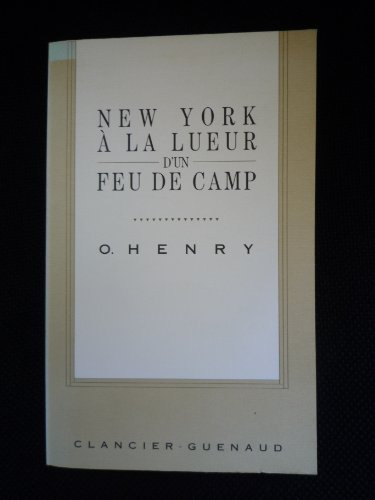 NEW YORK
À LA LUEUR
D'UN
FEU DE CAMP
O. HENRY
CLANCIER-GUENAUD